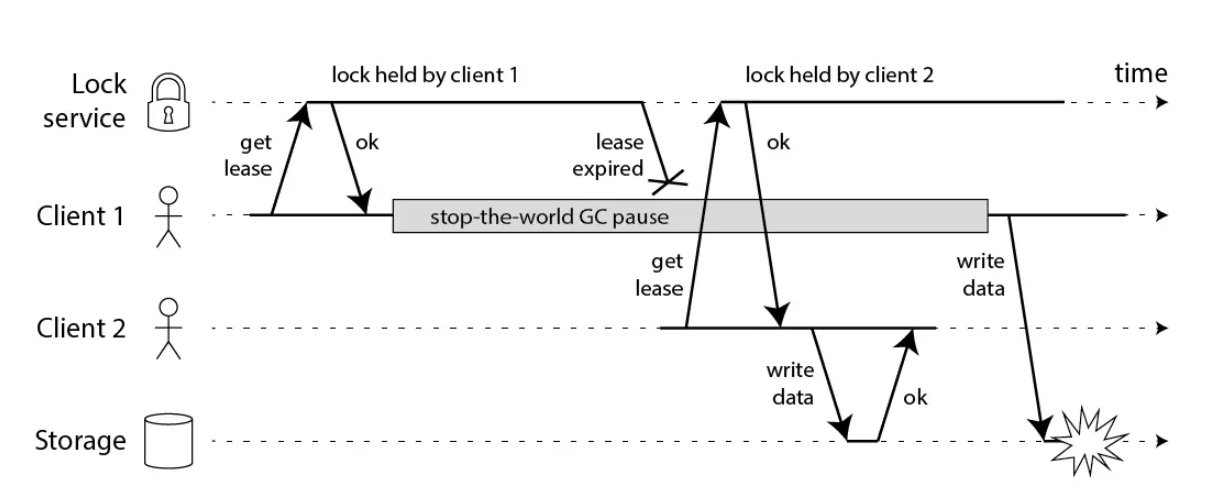 Lock
service
lock held by client 1
lock held by client 2
time
get
lease
ok
lease
expired
ok
Client 1
stop-the-world GC pause
get
lease
write
data
Client 2
write
data
ok
Storage